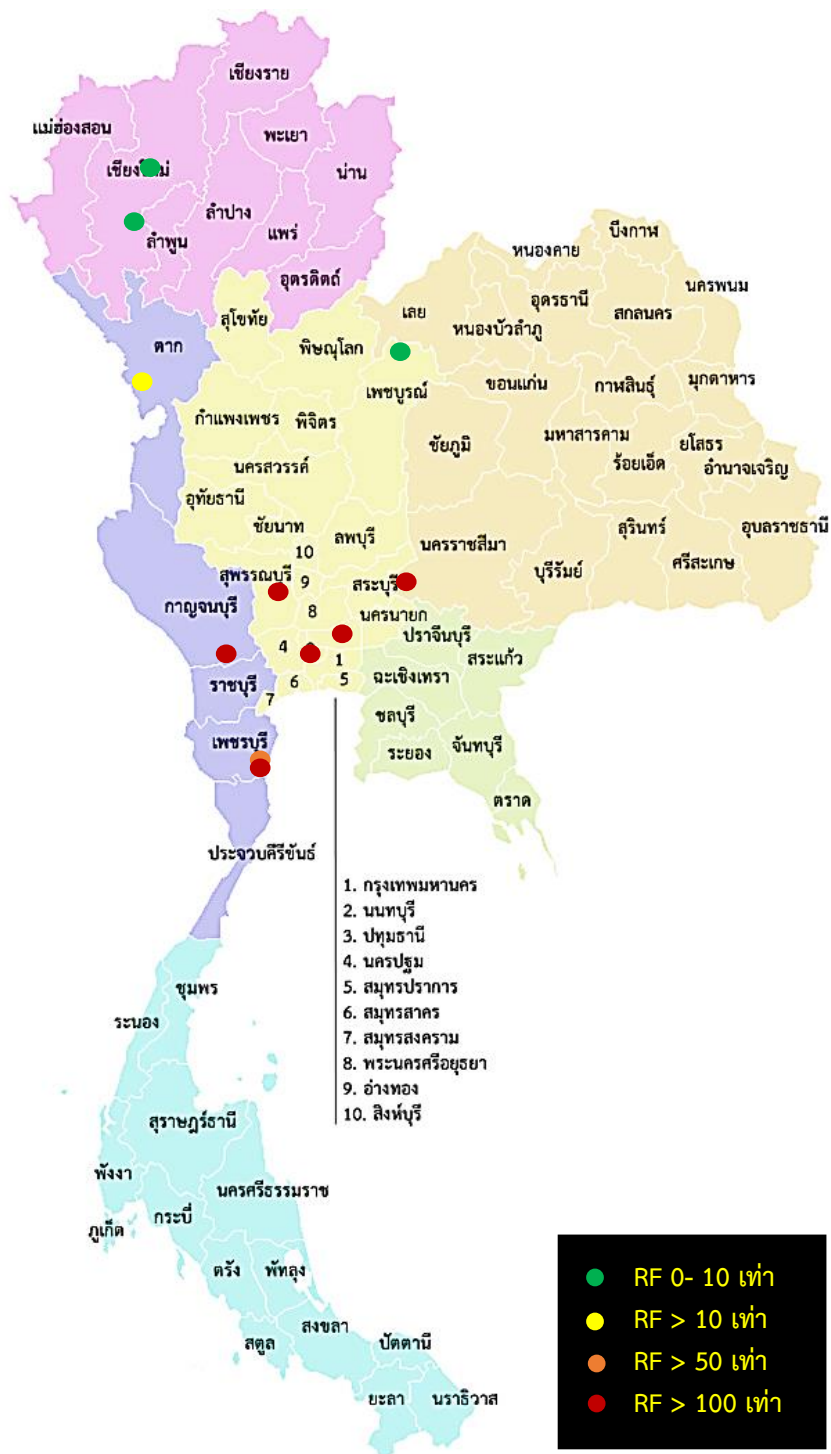 เชียงราย
แม่ฮ่องสอน
พะเยา
เชียงใหม่
น่าน
ลำปาง
ลำพูน
แพร่
อุตรดิตถ์
บึงกาฬ
หนองคาย
นครพนม
อุดรธานี
เลย
สกลนคร
สุโขทัย
หนองบัวลำภู
ตาก
พิษณุโลก
เพชบูรณ์
ขอนแก่น
กาฬสินธุ์
มุกดาหาร
กำแพงเพชร
พิจิตร
ชัยภูมิ
มหาสารคาม
ยโสธร
ร้อยเอ็ด
อำนาจเจริญ
นครสวรรค์
อุทัยธานี
ชัยนาท
ลพบุรี
นครราชสีมา
สุรินทร์
อุบลราชธานี
10
บุรีรัมย์
ศรีสะเกษ
สุพรรณบุรี
9
สระบุรี
กาญจนบุรี
8
นครนายก
ปราจีนบุรี
4
1
สระแก้ว
ราชบุรี
6
5
ฉะเชิงเทรา
7
ชลบุรี
เพชรบุรี
ระยอง
จันทบุรี
ตราด
ประจวบคีรีขันธ์
1. กรุงเทพมหานคร
2. นนทบุรี
3. ปทุมธานี
4. นครปฐม
5. สมุทรปราการ
6. สมุทรสาคร
7. สมุทรสงคราม
8. พระนครศรีอยุธยา
9. อ่างทอง
10. สิงห์บุรี
ชุมพร
ระนอง
สุราษฎร์ธานี
พังงา
นครศรีธรรมราช
กระบี่
ภูเก็ต
ตรัง
พัทลุง
สงขลา
สตูล
ปัตตานี
ยะลา
นราธิวาส
RF 0- 10 เท่า
RF > 10 เท่า
RF > 50 เท่า
RF > 100 เท่า